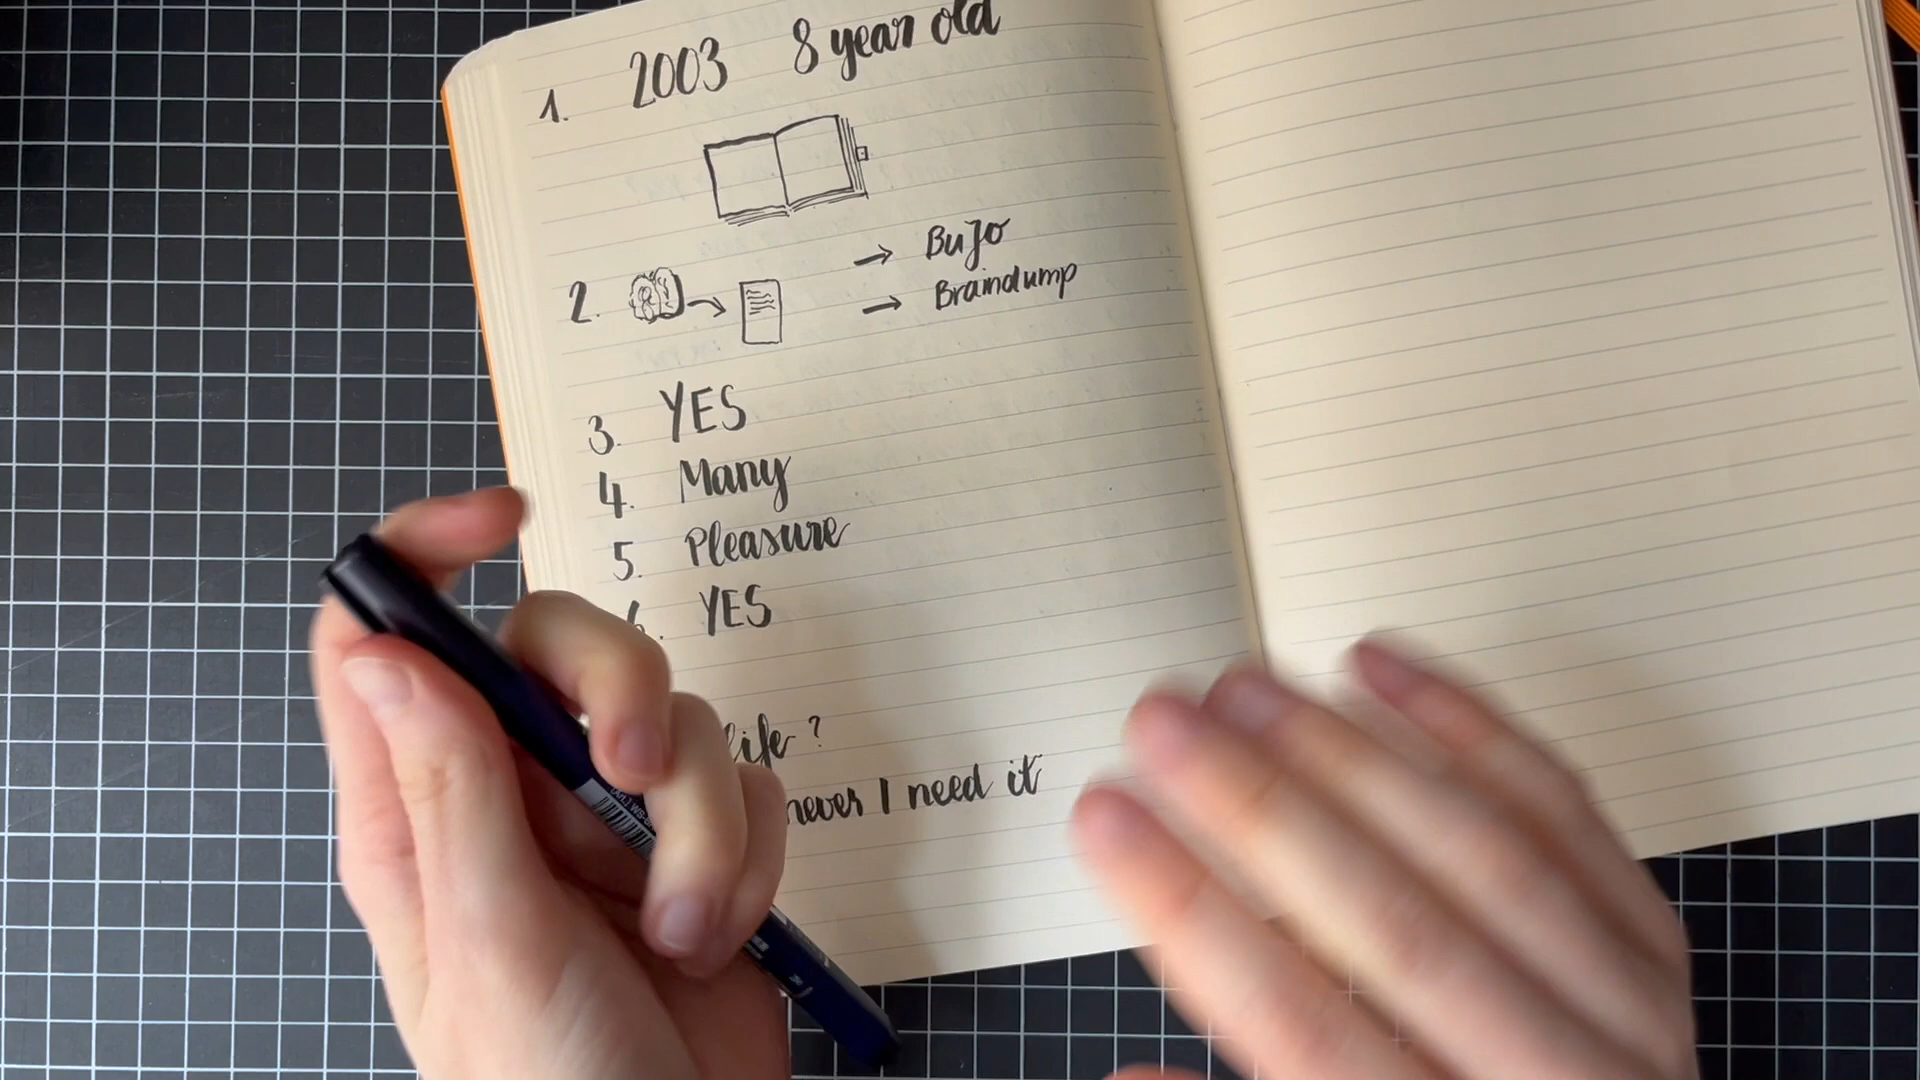 1. 2003 8 year old
2. → BuJo
→ Braindump
3. YES
4. Many
5. Pleasure
6. YES
life ?
never I need it